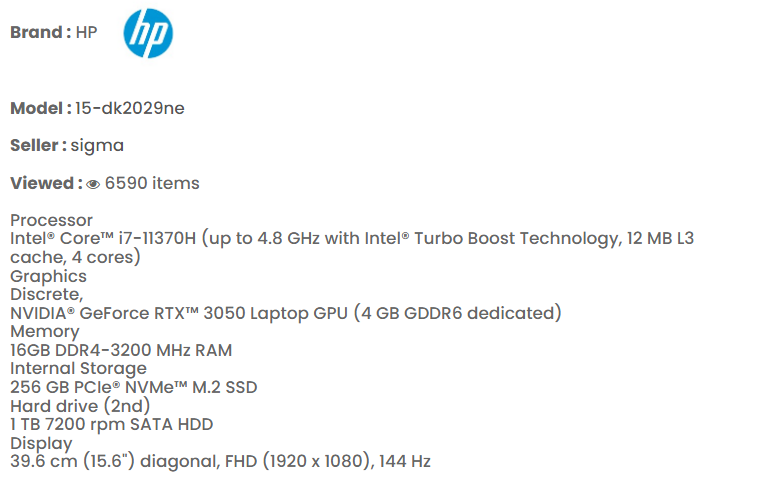 Brand : HP
hp
Model : 15-dk2029ne
Seller : sigma
Viewed : 6590 items
Processor
Intel® Core™ i7-11370H (up to 4.8 GHz with Intel® Turbo Boost Technology, 12 MB L3
cache, 4 cores)
Graphics
Discrete,
NVIDIA® GeForce RTX™ 3050 Laptop GPU (4 GB GDDR6 dedicated)
Memory
16GB DDR4-3200 MHz RAM
Internal Storage
256 GB PCIe® NVMe™ M.2 SSD
Hard drive (2nd)
1 TB 7200 rpm SATA HDD
Display
39.6 cm (15.6") diagonal, FHD (1920 x 1080), 144 Hz